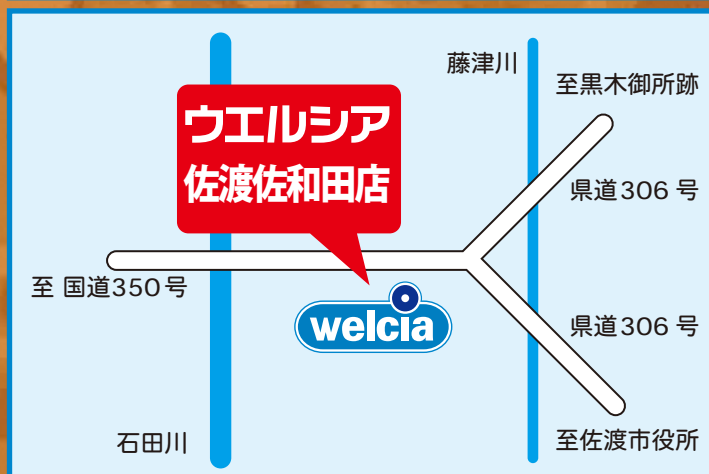 藤津川
至黒木御所跡
ウエルシア
佐渡佐和田店
県道306 号
至 国道350号
welcia
県道306 号
石田川
至佐渡市役所